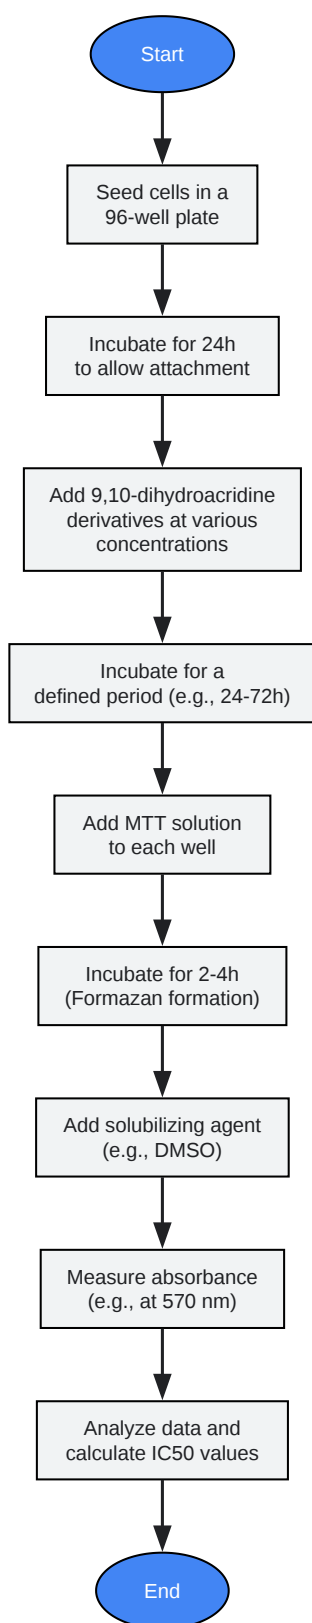 Start
Seed cells in a
96-well plate
Incubate for 24h
to allow attachment
Add 9,10-dihydroacridine
derivatives at various
concentrations
Incubate for a
defined period (e.g., 24-72h)
Add MTT solution
to each well
Incubate for 2-4h
(Formazan formation)
Add solubilizing agent
(e.g., DMSO)
Measure absorbance
(e.g., at 570 nm)
Analyze data and
calculate IC50 values
End